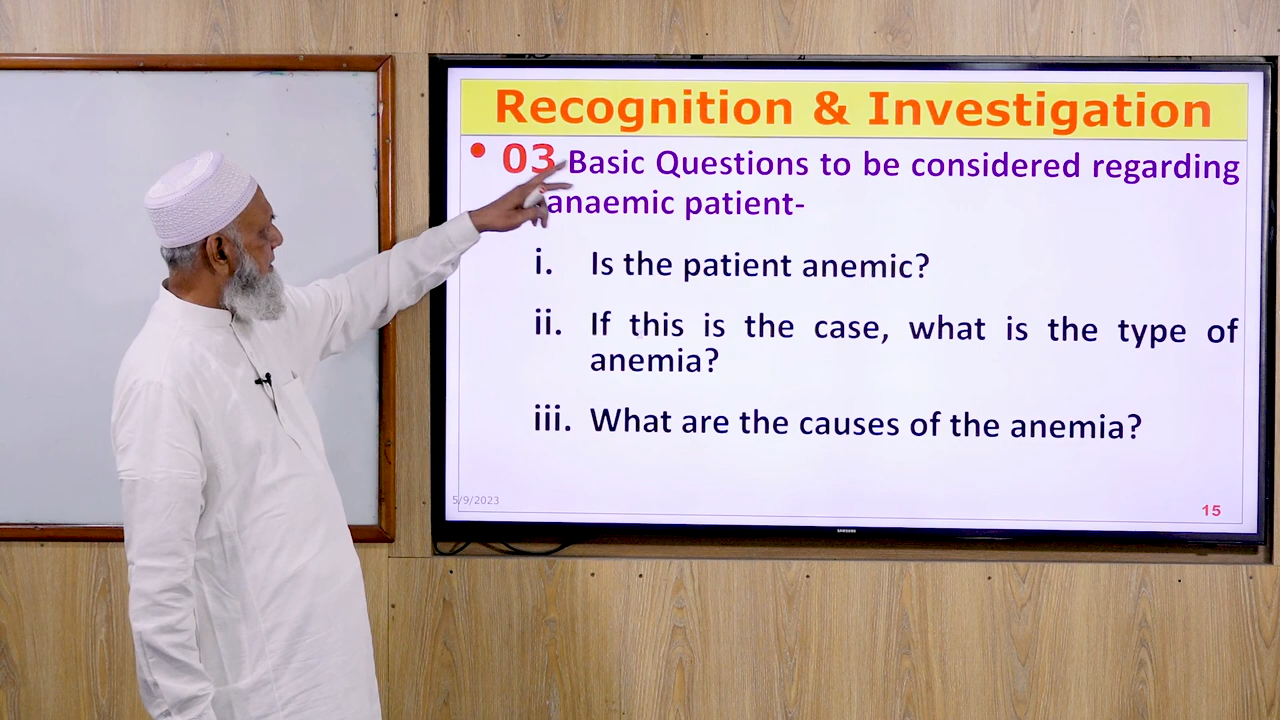 Recognition & Investigation
• 03 Basic Questions to be considered regarding
anaemic patient-
i. Is the patient anemic?
ii. If this is the case, what is the type of
anemia?
iii. What are the causes of the anemia?
5/9/2023
15
SAMSUNG